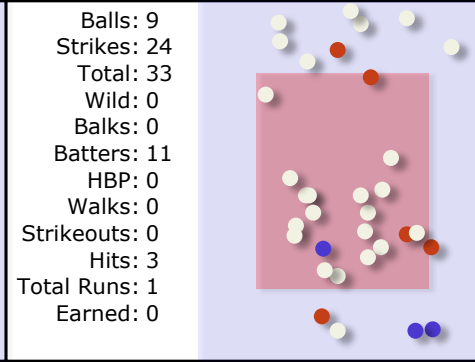 Balls: 9
Strikes: 24
Total: 33
Wild: 0
Balks: 0
Batters: 11
HBP: 0
Walks: 0
Strikeouts: 0
Hits: 3
Total Runs: 1
Earned: 0